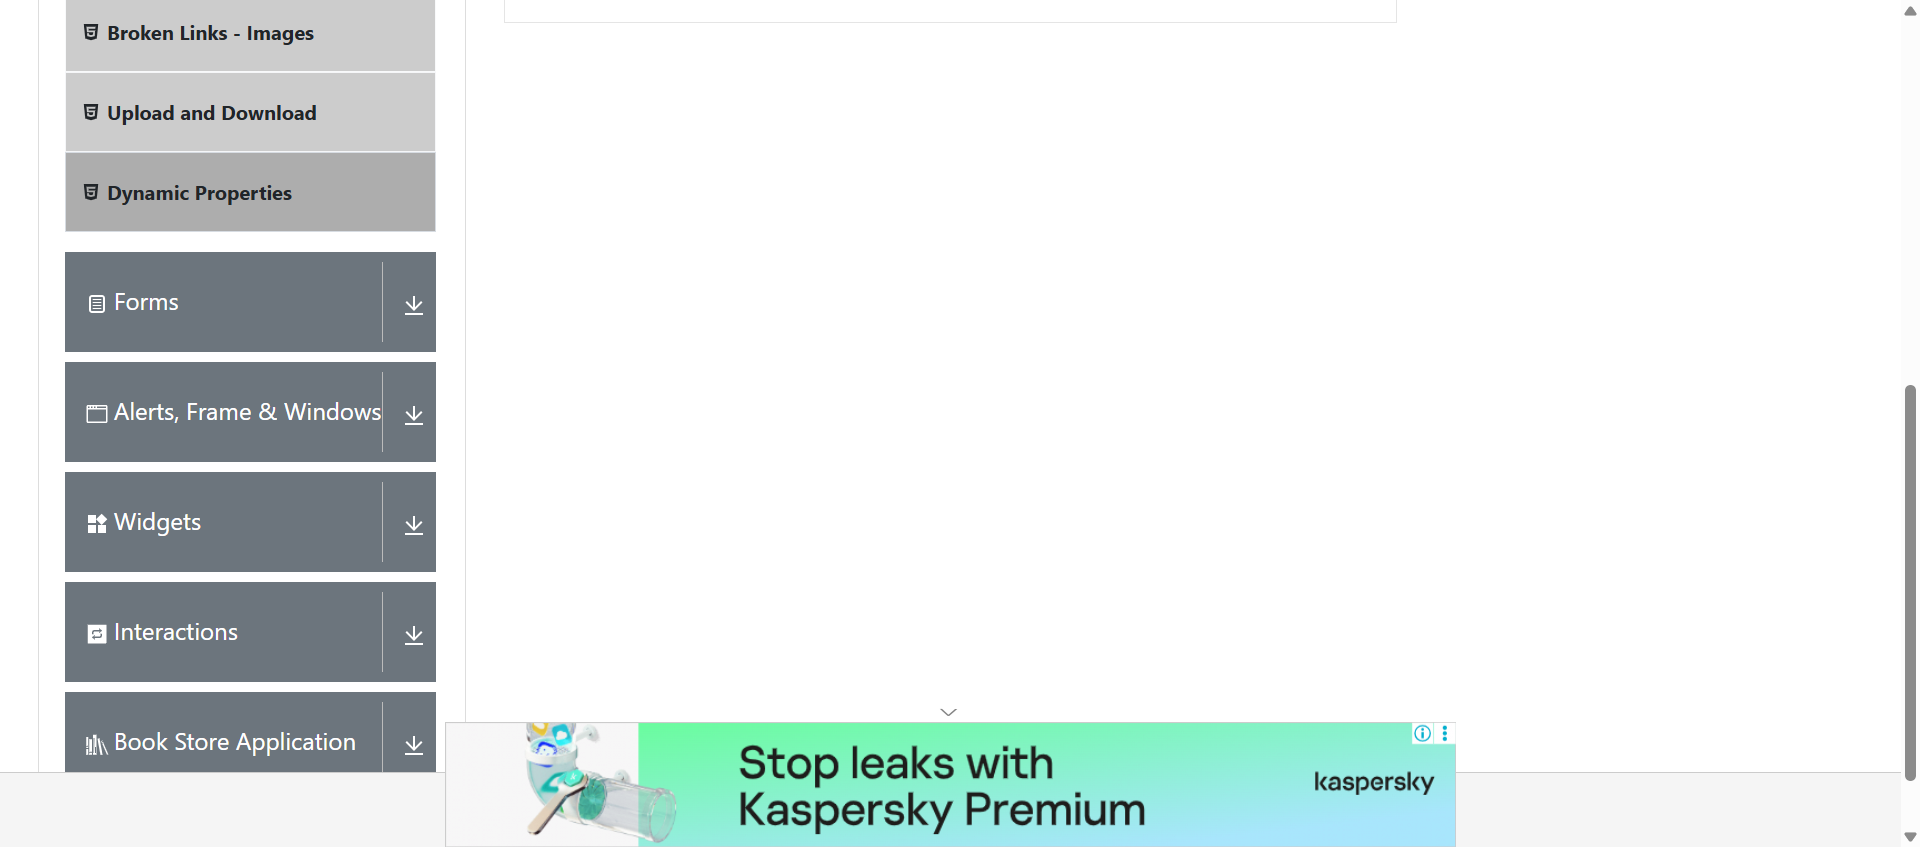 Broken Links - Images
Upload and Download
Dynamic Properties
Forms
Alerts, Frame & Windows
Widgets
Interactions
Book Store Application
Stop leaks with
Kaspersky Premium
kaspersky